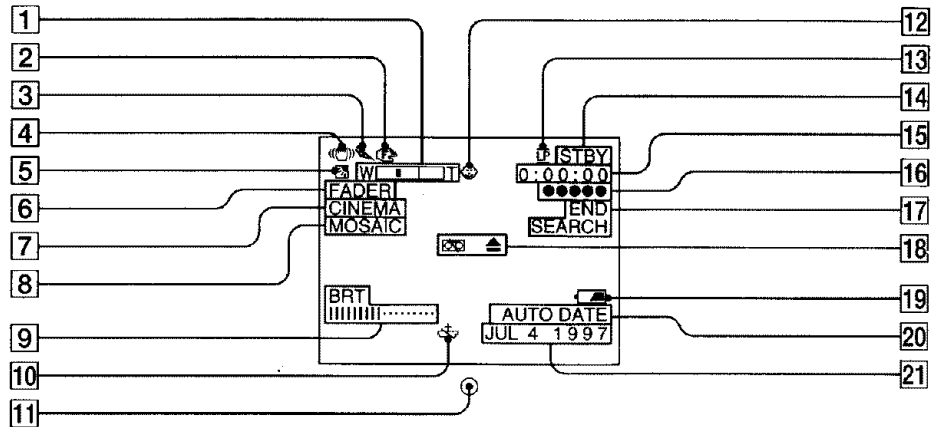 1
2
3
4
5
6
7
8
9
10
11
12
13
14
15
16
17
18
19
20
21
STBY
W T
0:00:00
FADER
CINEMA
MOSAIC
END
SEARCH
BRT
AUTO DATE
JUL 4 1997